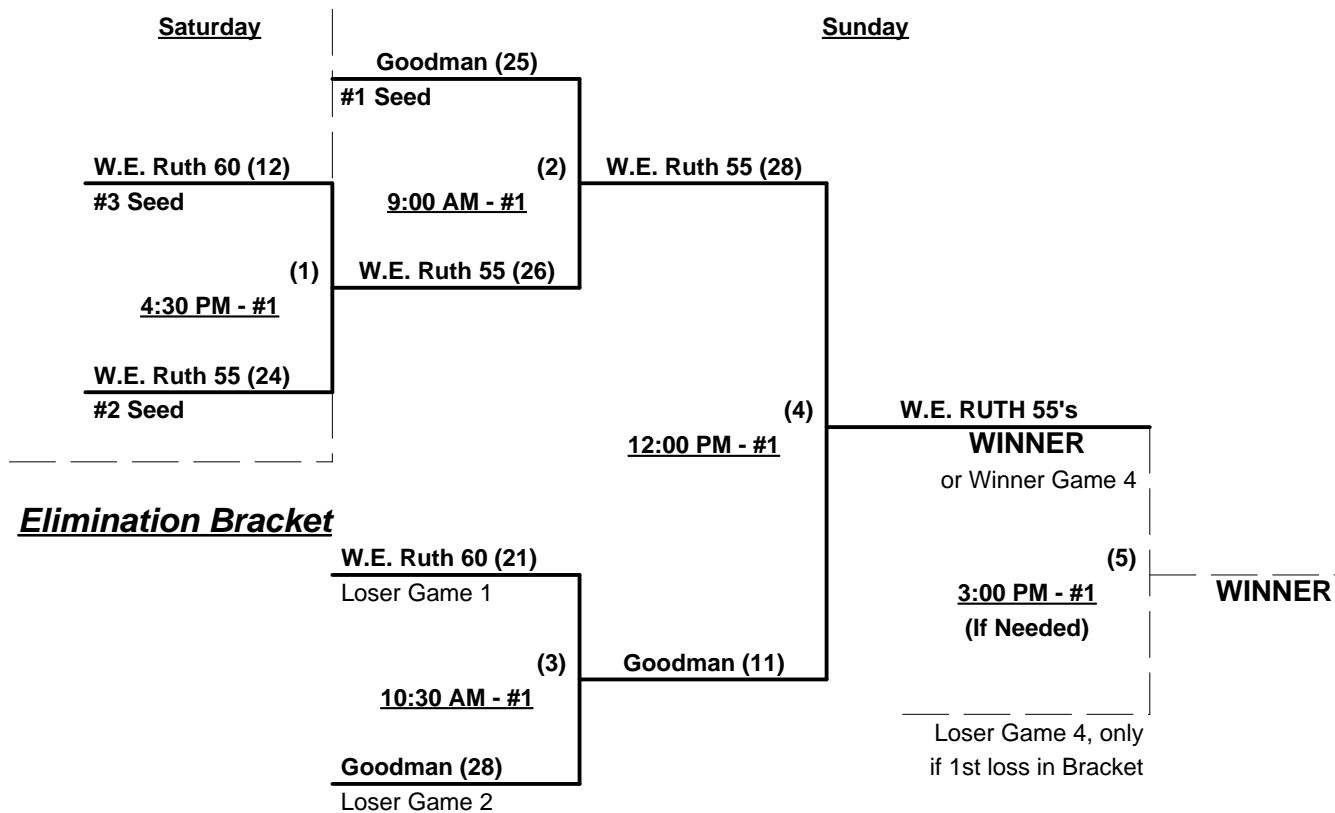 Saturday
Sunday
Goodman (25)
#1 Seed
W.E. Ruth 60 (12)
(2)
W.E. Ruth 55 (28)
#3 Seed
9:00 AM - #1
(1)
W.E. Ruth 55 (26)
4:30 PM - #1
W.E. Ruth 55 (24)
#2 Seed
(4)
W.E. RUTH 55's
12:00 PM - #1
WINNER
or Winner Game 4
Elimination Bracket
W.E. Ruth 60 (21)
(5)
Loser Game 1
3:00 PM - #1
WINNER
(If Needed)
(3)
Goodman (11)
10:30 AM - #1
Loser Game 4, only
if 1st loss in Bracket
Goodman (28)
Loser Game 2